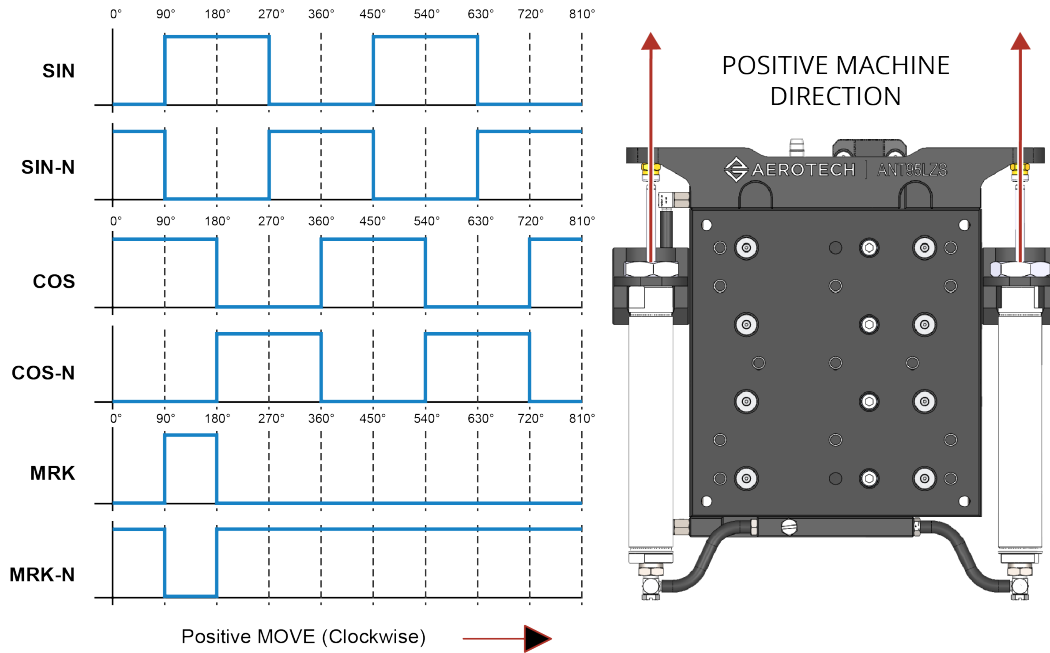 0° 90° 180° 270° 360° 450° 540° 630° 720° 810°
SIN
SIN-N
0° 90° 180° 270° 360° 450° 540° 630° 720° 810°
COS
COS-N
0° 90° 180° 270° 360° 450° 540° 630° 720° 810°
MRK
MRK-N
Positive MOVE (Clockwise)
POSITIVE MACHINE
DIRECTION
AEROTECH ANT95LZS